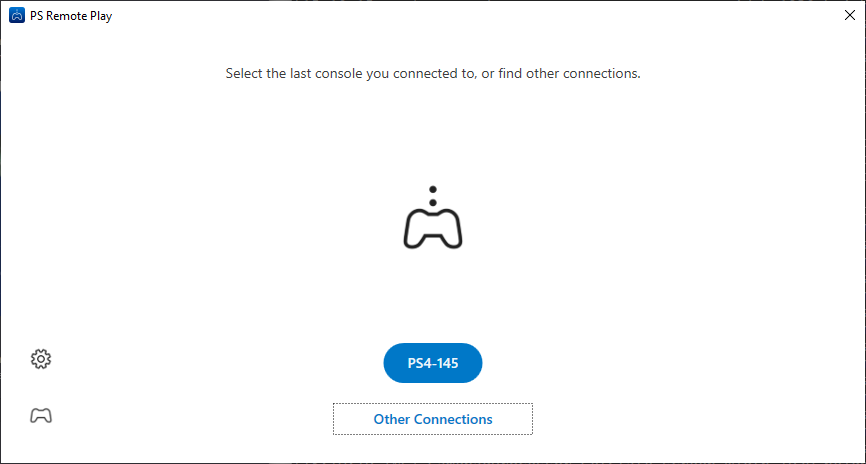 PS Remote Play
Select the last console you connected to, or find other connections.
PS4-145
Other Connections